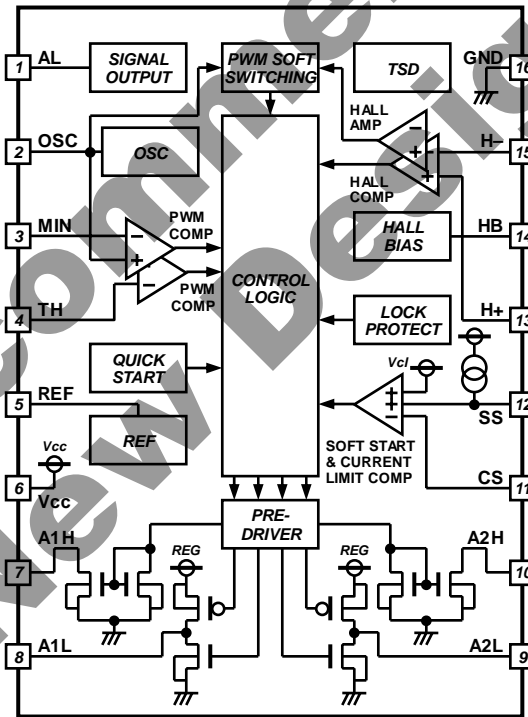 1 AL
SIGNAL
OUTPUT
PWM SOFT
SWITCHING
TSD
GND 16
2 OSC
OSC
HALL
AMP
H– 15
HALL
COMP
3 MIN
PWM
COMP
HALL
BIAS
HB 14
4 TH
PWM
COMP
CONTROL
LOGIC
LOCK
PROTECT
H+ 13
QUICK
START
5 REF
REF
Vcl
SS 12
SOFT START
& CURRENT
LIMIT COMP
CS 11
Vcc
6 Vcc
PRE-
DRIVER
7 A1H
REG
REG
A2H 10
8 A1L
A2L 9
Comme
New Desig